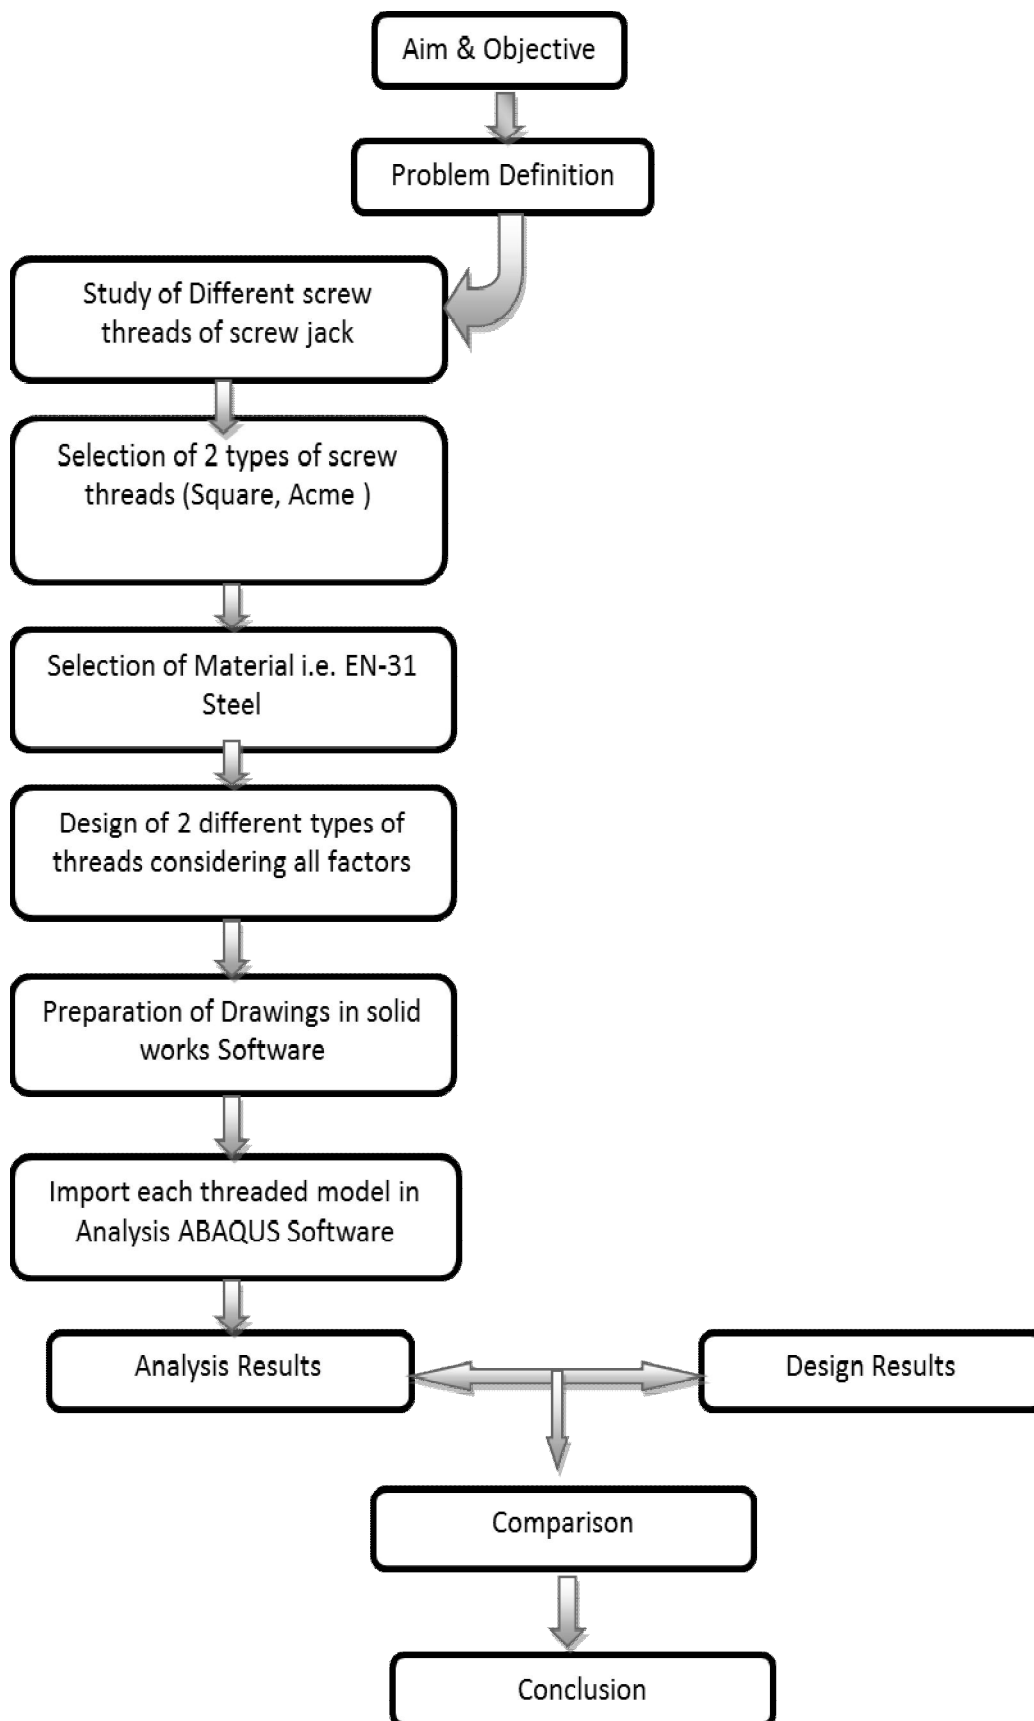 Aim & Objective
Problem Definition
Study of Different screw
threads of screw jack
Selection of 2 types of screw
threads (Square, Acme )
Selection of Material i.e. EN-31
Steel
Design of 2 different types of
threads considering all factors
Preparation of Drawings in solid
works Software
Import each threaded model in
Analysis ABAQUS Software
Analysis Results
Design Results
Comparison
Conclusion